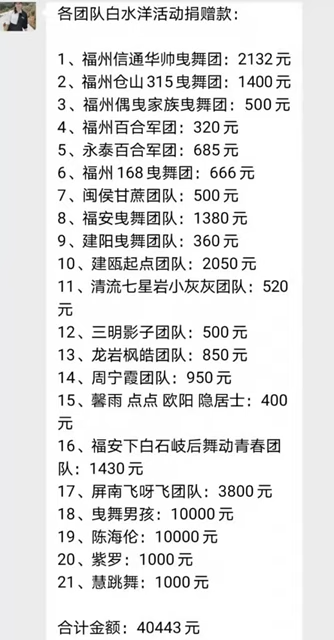 各团队白水洋活动捐赠款：
1、福州信通华帅曳舞团：2132元
2、福州仓山315曳舞团：1400元
3、福州偶曳家族曳舞团：500元
4、福州百合军团：320元
5、永泰百合军团：685元
6、福州168曳舞团：666元
7、闽侯甘蔗团队：500元
8、福安曳舞团队：1380元
9、建阳曳舞团队：360元
10、建瓯起点团队：2050元
11、清流七星岩小灰灰团队：520
元
12、三明影子团队：500元
13、龙岩枫皓团队：850元
14、周宁霞团队：950元
15、馨雨 点点 欧阳 隐居士：400
元
16、福安下白石岐后舞动青春团
队：1430元
17、屏南飞呀飞团队：3800元
18、曳舞男孩：10000元
19、陈海伦：10000元
20、紫罗：1000元
21、慧跳舞：1000元
合计金额：40443元